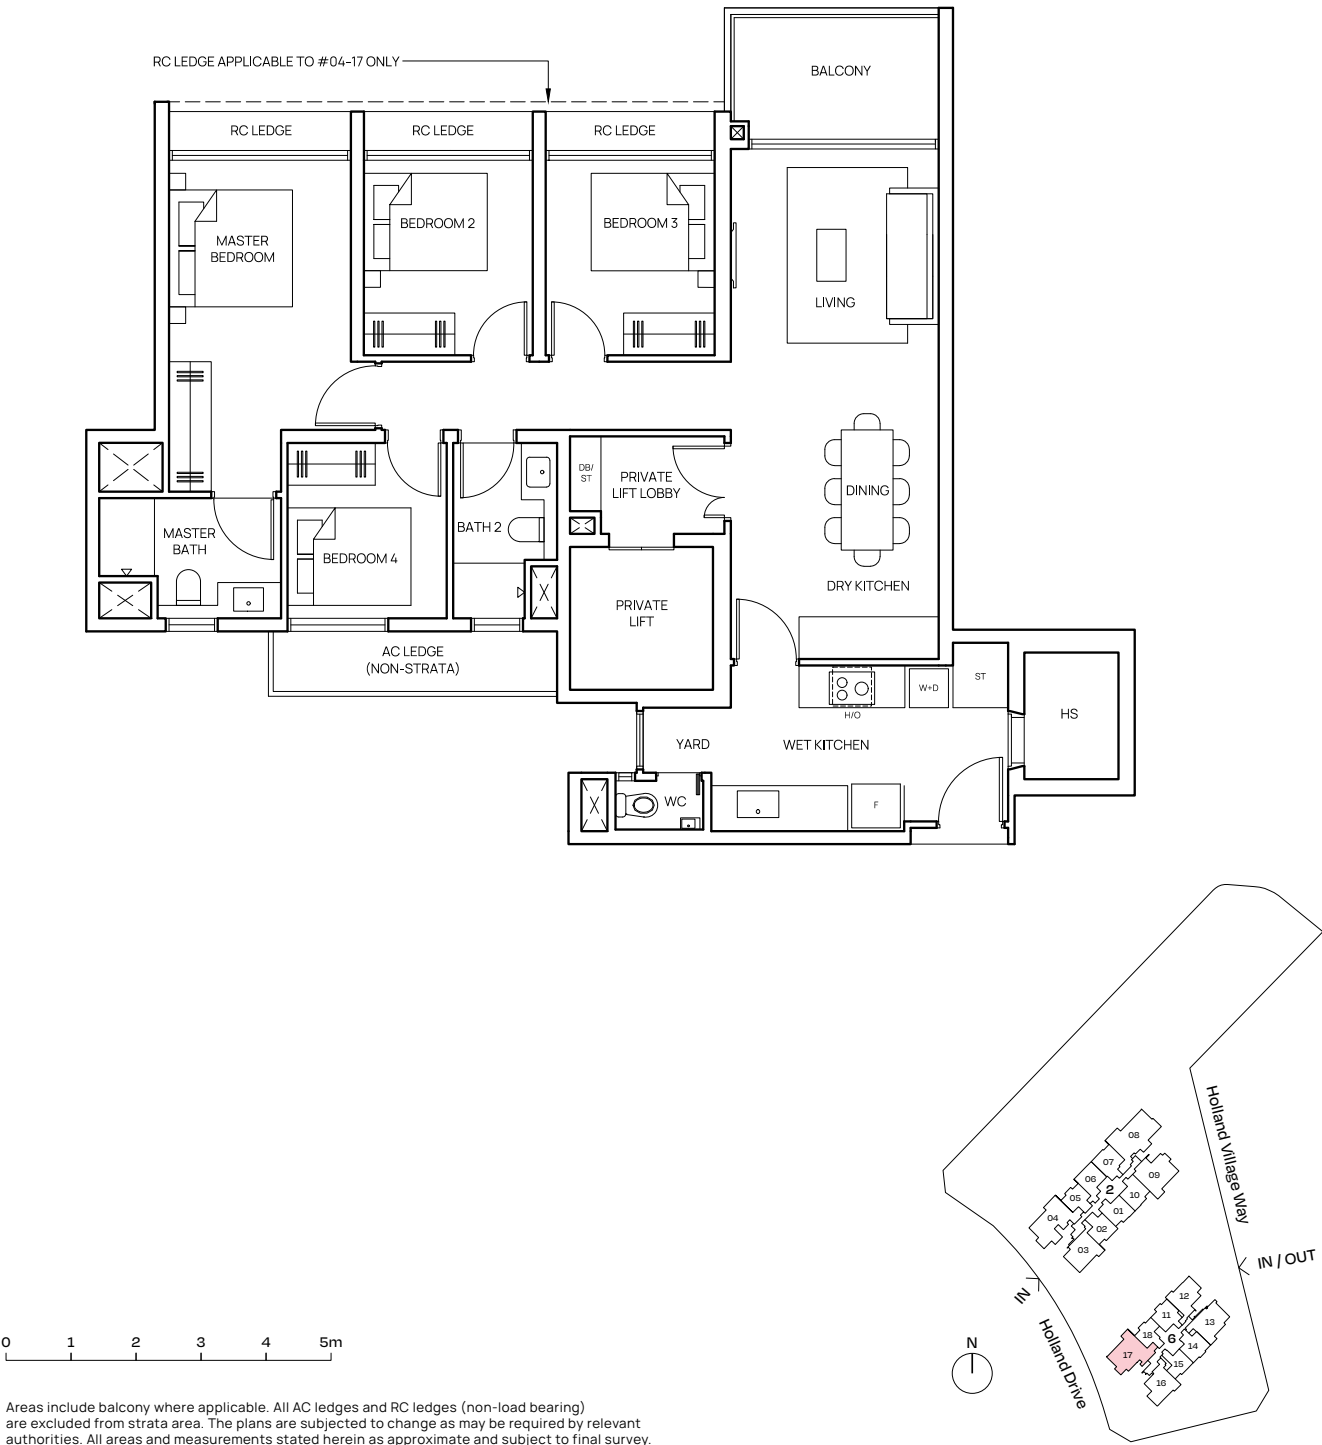 BALCONY
RC LEDGE APPLICABLE TO #04-17 ONLY
RC LEDGE
RC LEDGE
RC LEDGE
MASTER
BEDROOM
BEDROOM 2
BEDROOM 3
LIVING
DB/
ST
PRIVATE
LIFT LOBBY
DINING
MASTER
BATH
BATH 2
BEDROOM 4
DRY KITCHEN
PRIVATE
LIFT
AC LEDGE
(NON-STRATA)
ST
W+D
H/O
HS
YARD
WET KITCHEN
WC
F
Holland Village Way
08
07
09
06
2
10
05
01
04
02
03
IN / OUT
IN
Holland Drive
12
11
13
18
6
14
17
15
16
N
0 1 2 3 4 5m
Areas include balcony where applicable. All AC ledges and RC ledges (non-load bearing)
are excluded from strata area. The plans are subjected to change as may be required by relevant
authorities. All areas and measurements stated herein as approximate and subject to final survey.